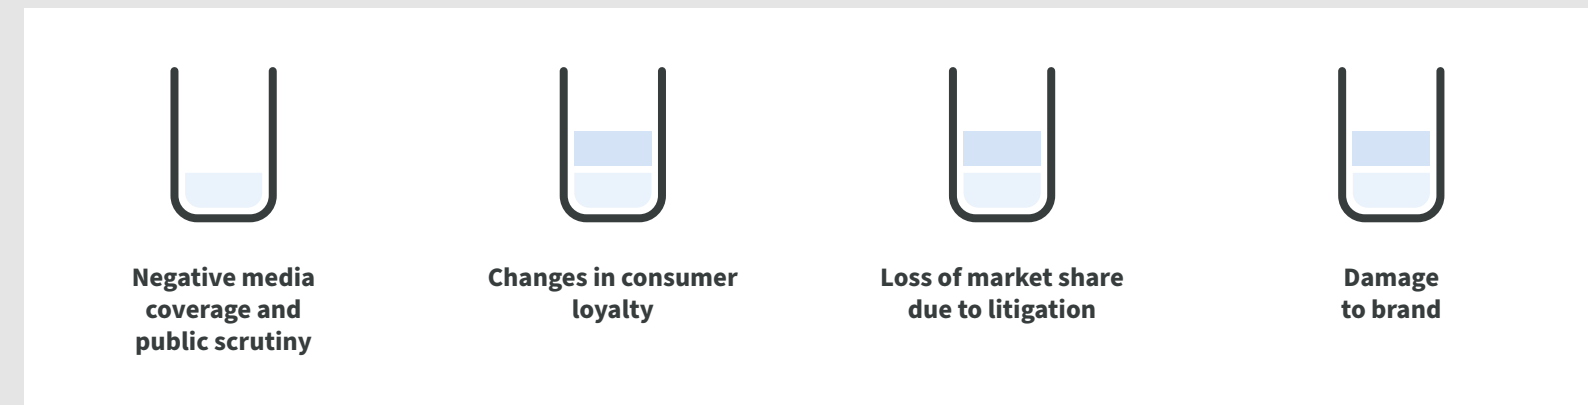 Negative media
coverage and
public scrutiny
Changes in consumer
loyalty
Loss of market share
due to litigation
Damage
to brand